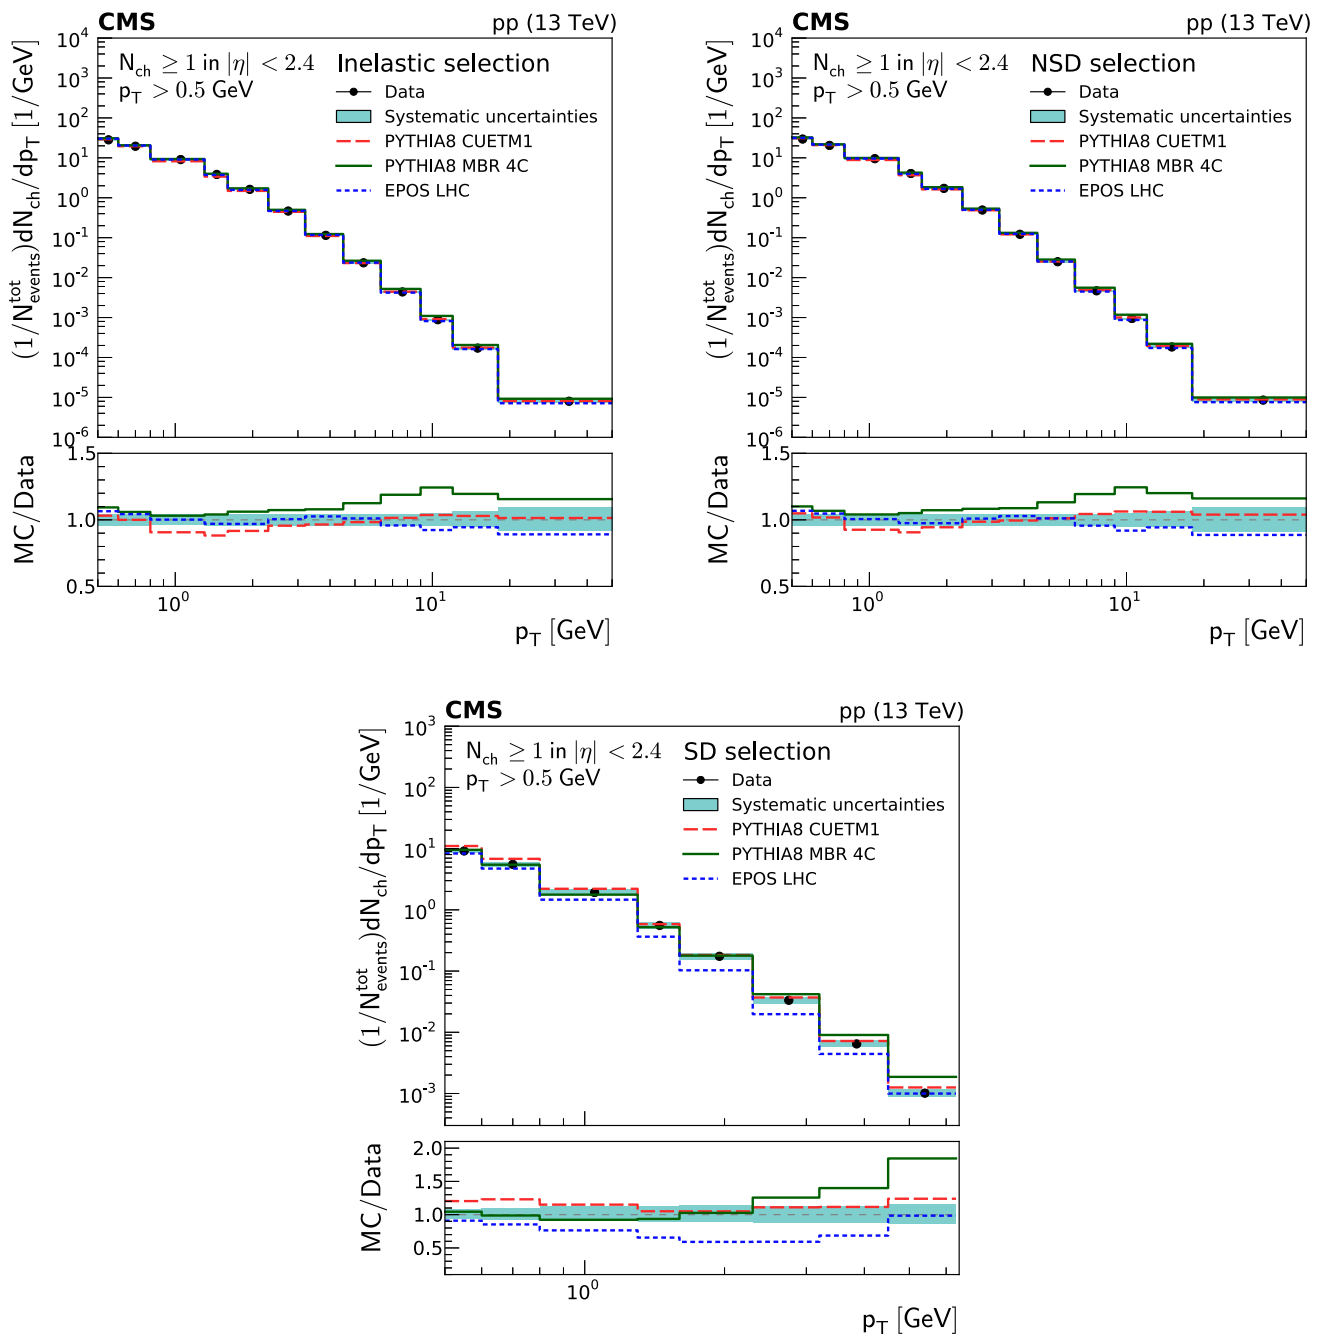 CMS pp (13 TeV)
N_ch ≥ 1 in |η| < 2.4
p_T > 0.5 GeV
Inelastic selection
Data
Systematic uncertainties
PYTHIA8 CUETM1
PYTHIA8 MBR 4C
EPOS LHC
(1/N^tot_events)dN_ch/dp_T [1/GeV]
10^4
10^3
10^2
10^1
10^0
10^-1
10^-2
10^-3
10^-4
10^-5
10^-6
MC/Data
1.5
1.0
0.5
10^0 10^1
p_T [GeV]
CMS pp (13 TeV)
N_ch ≥ 1 in |η| < 2.4
p_T > 0.5 GeV
NSD selection
Data
Systematic uncertainties
PYTHIA8 CUETM1
PYTHIA8 MBR 4C
EPOS LHC
(1/N^tot_events)dN_ch/dp_T [1/GeV]
10^4
10^3
10^2
10^1
10^0
10^-1
10^-2
10^-3
10^-4
10^-5
10^-6
MC/Data
1.5
1.0
0.5
10^0 10^1
p_T [GeV]
CMS pp (13 TeV)
N_ch ≥ 1 in |η| < 2.4
p_T > 0.5 GeV
SD selection
Data
Systematic uncertainties
PYTHIA8 CUETM1
PYTHIA8 MBR 4C
EPOS LHC
(1/N^tot_events)dN_ch/dp_T [1/GeV]
10^3
10^2
10^1
10^0
10^-1
10^-2
10^-3
MC/Data
2.0
1.5
1.0
0.5
10^0
p_T [GeV]